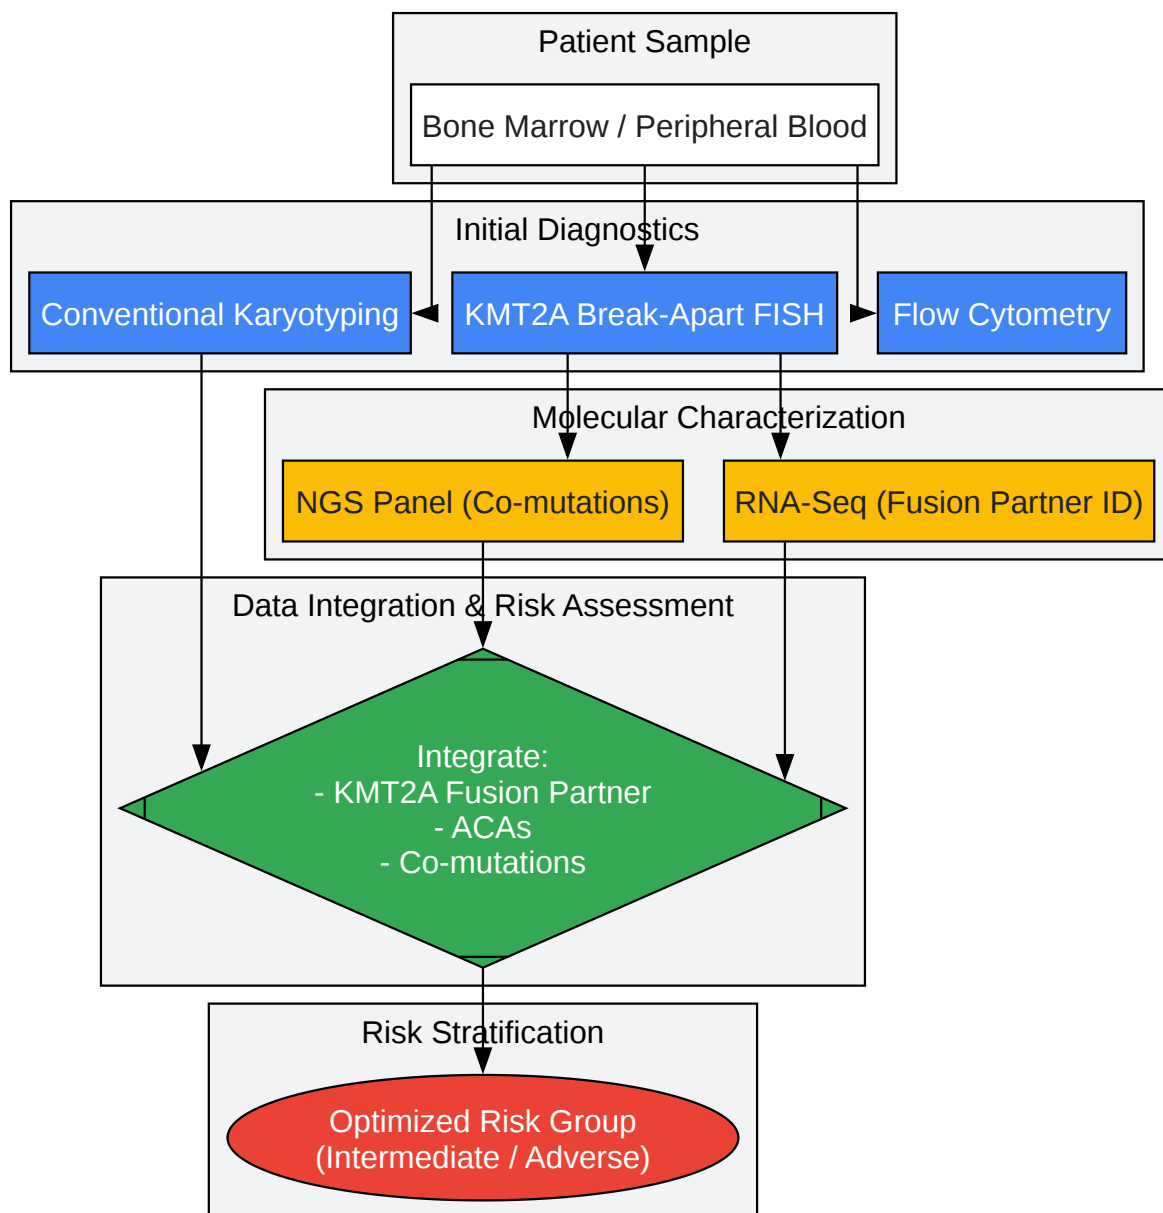 Patient Sample
Bone Marrow / Peripheral Blood
Initial Diagnostics
Conventional Karyotyping
KMT2A Break-Apart FISH
Flow Cytometry
Molecular Characterization
NGS Panel (Co-mutations)
RNA-Seq (Fusion Partner ID)
Data Integration & Risk Assessment
Integrate:
- KMT2A Fusion Partner
- ACAs
- Co-mutations
Risk Stratification
Optimized Risk Group
(Intermediate / Adverse)